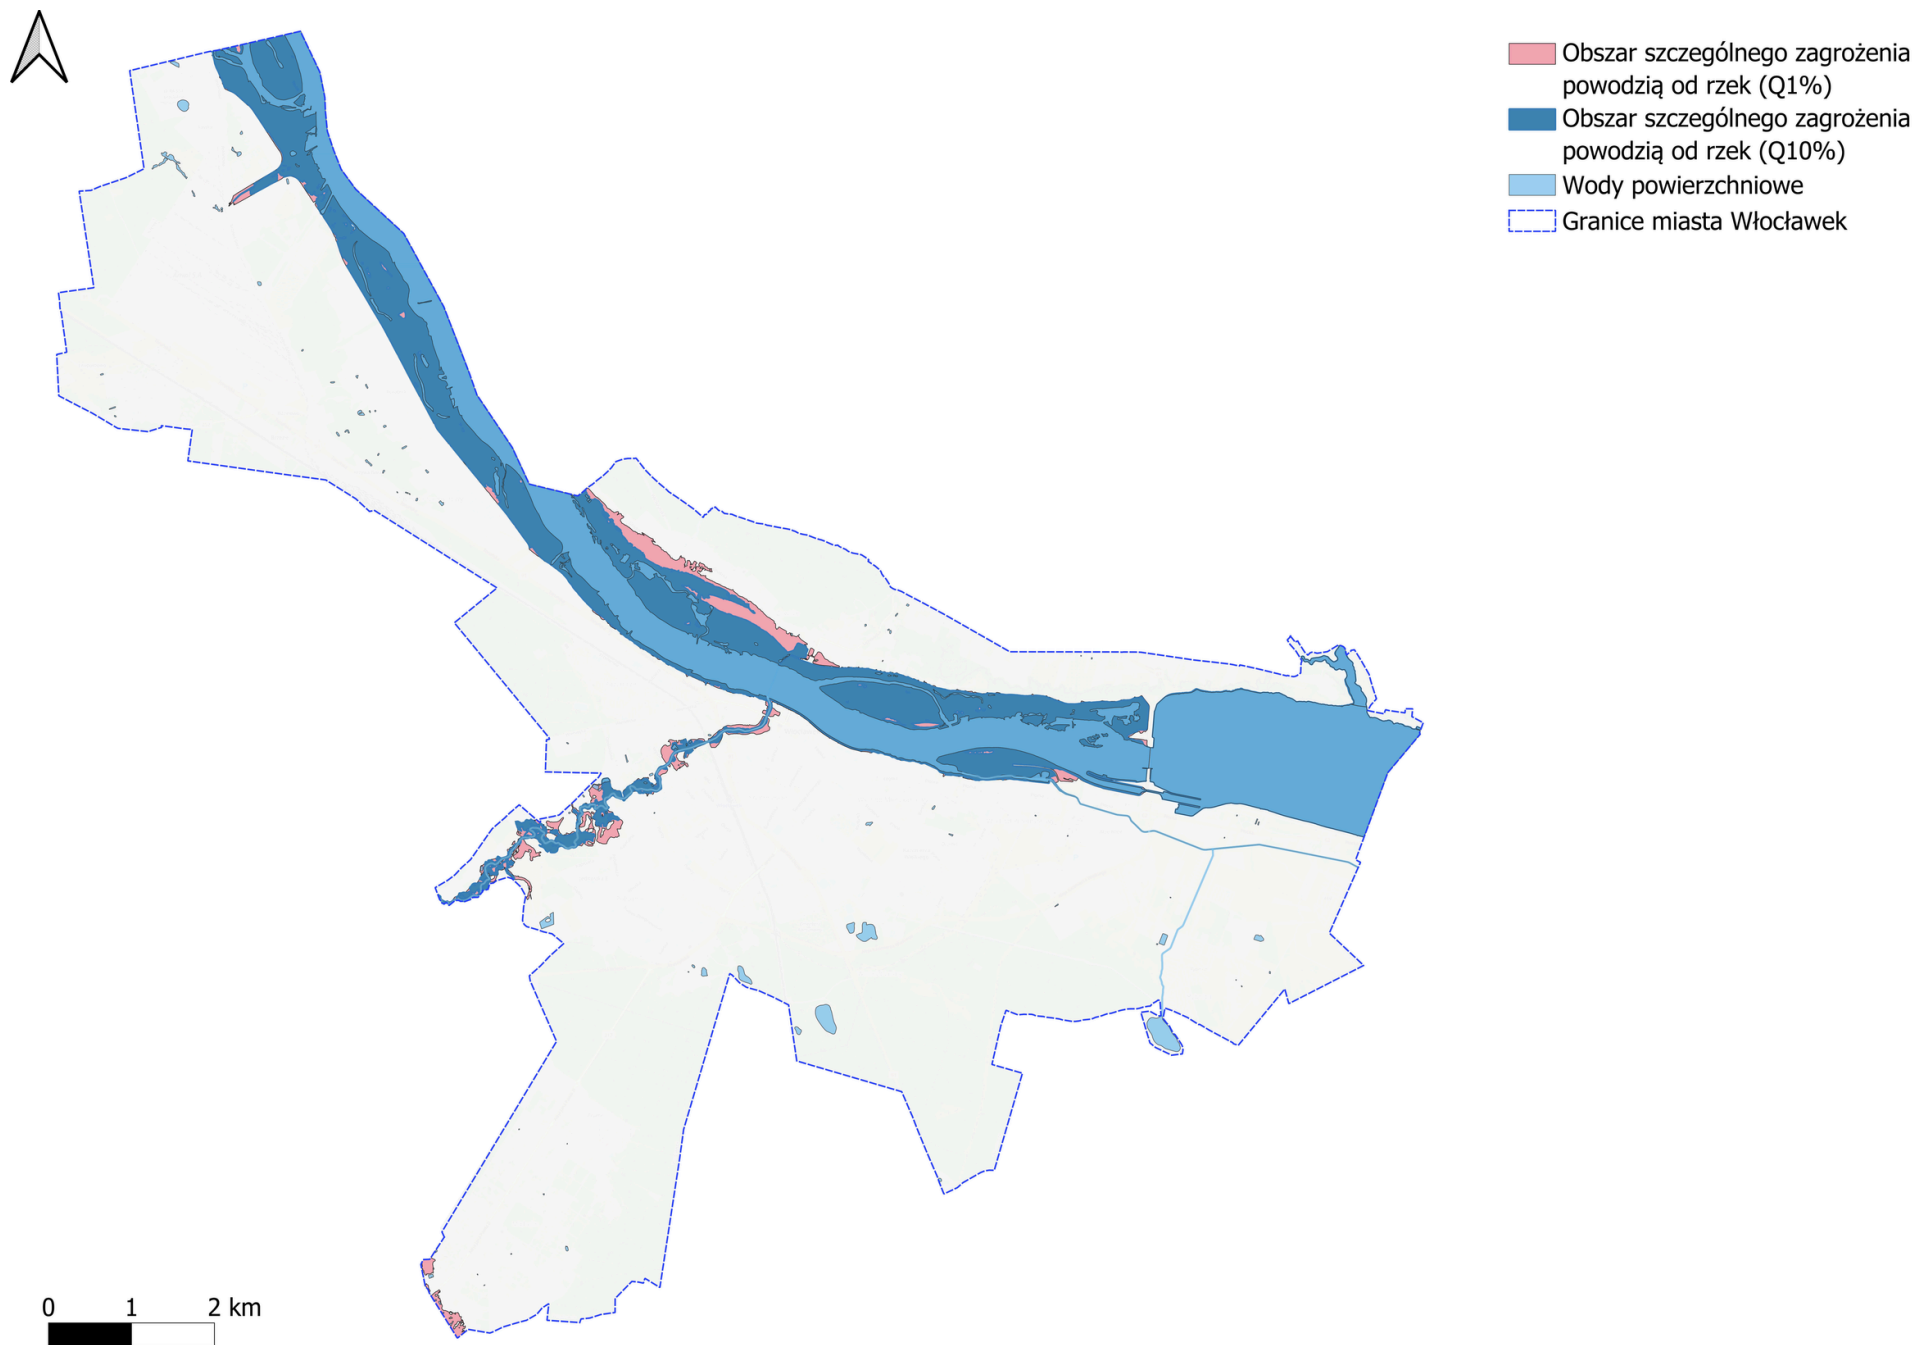 Obszar szczególnego zagrożenia
powodzią od rzek (Q1%)
Obszar szczególnego zagrożenia
powodzią od rzek (Q10%)
Wody powierzchniowe
Granice miasta Włocławek
0 1 2 km